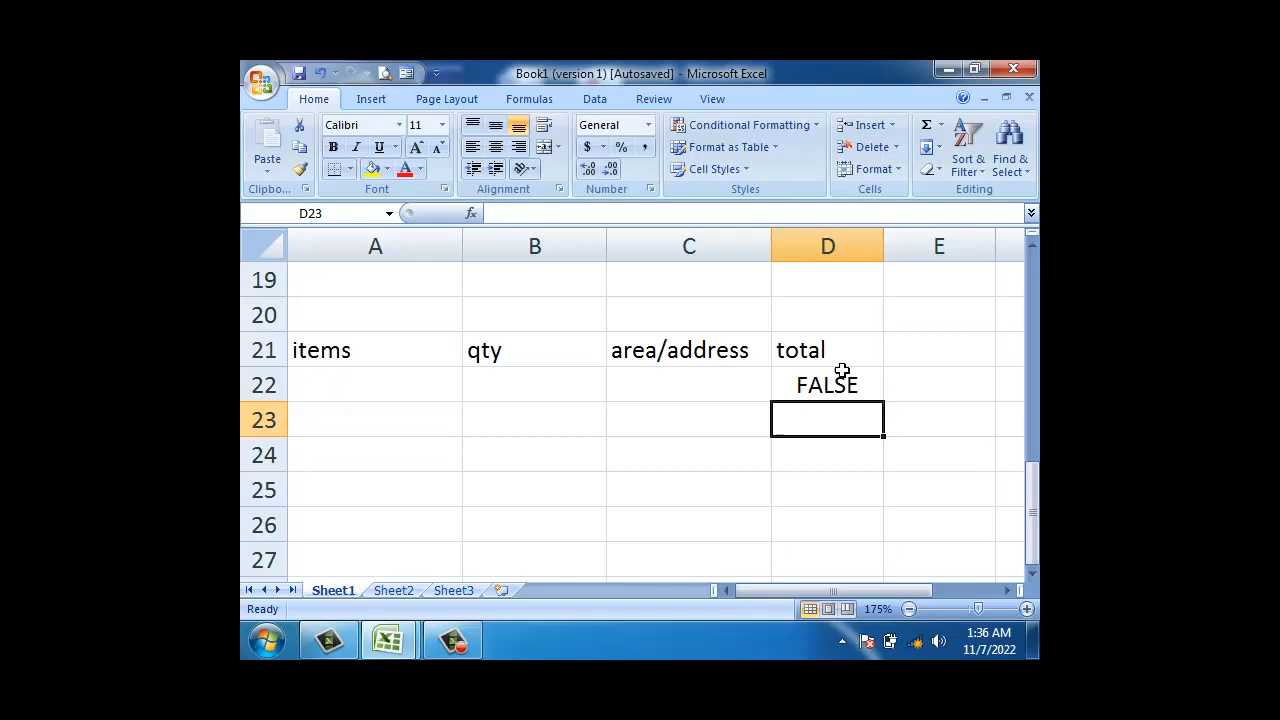 Book1 (version 1) [Autosaved] - Microsoft Excel
Home Insert Page Layout Formulas Data Review View
Paste
Calibri 11
B I U A A
A
General
$ % ,
Conditional Formatting
Format as Table
Cell Styles
Insert
Delete
Format
Σ
Sort & Filter
Find & Select
Clipbo... Font Alignment Number Styles Cells Editing
D23 fx
A B C D E
19
20
21 items qty area/address total
22 FALSE
23
24
25
26
27
Sheet1 Sheet2 Sheet3
Ready 175%
1:36 AM
11/7/2022